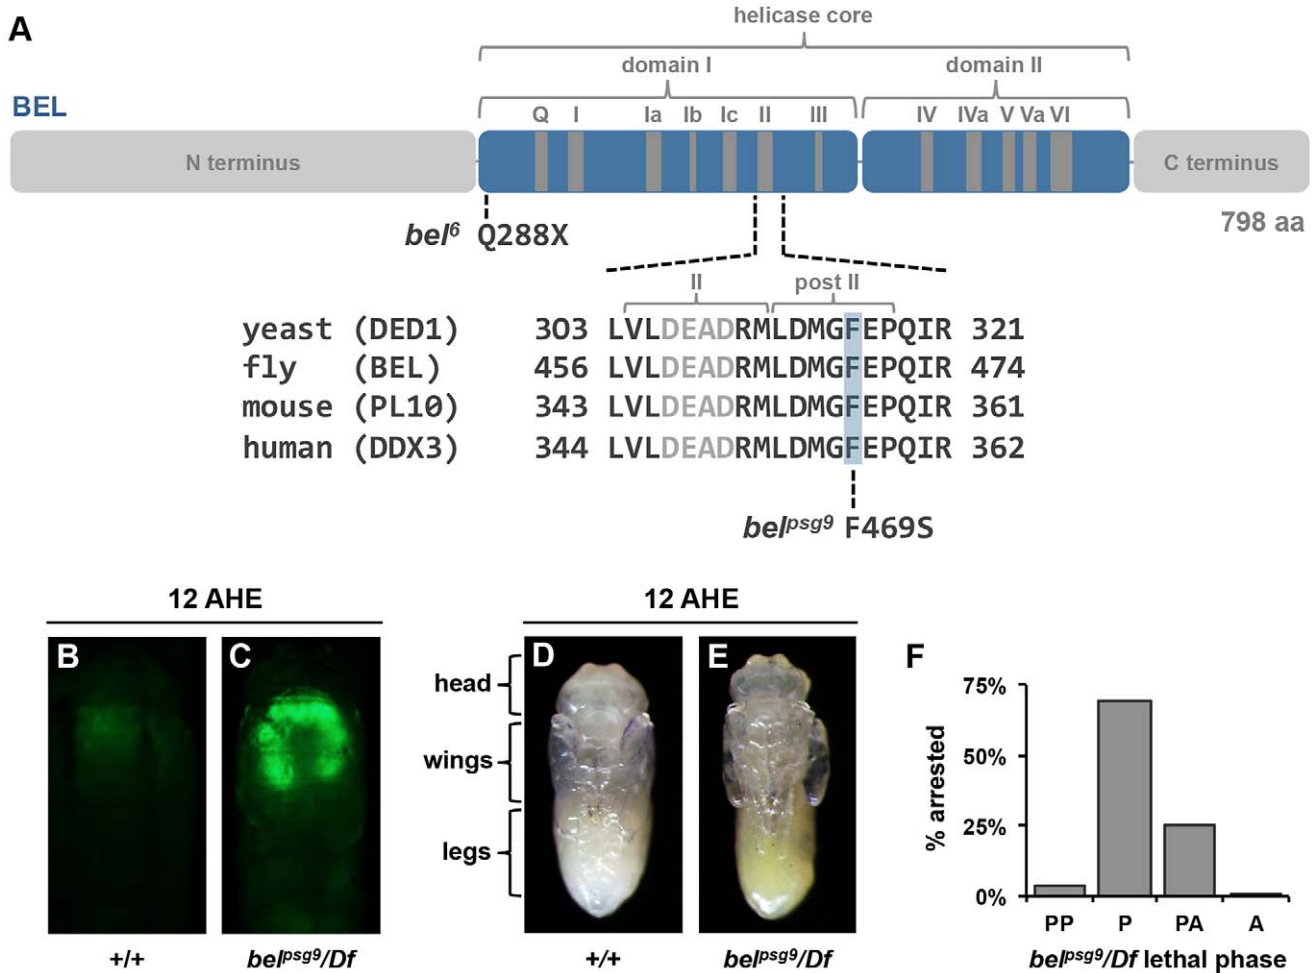 A
helicase core
domain I domain II
BEL
Q I Ia Ib Ic II III IV IVa V Va VI
N terminus C terminus
bel6 Q288X
798 aa
II post II
yeast (DED1) 303 LVLDEADRMLDMGFEPQIR 321
fly (BEL) 456 LVLDEADRMLDMGFEPQIR 474
mouse (PL10) 343 LVLDEADRMLDMGFEPQIR 361
human (DDX3) 344 LVLDEADRMLDMGFEPQIR 362
belpsg9 F469S
12 AHE 12 AHE
B C D E F
head
wings
legs
+/+ belpsg9/Df +/+ belpsg9/Df
% arrested
75%
50%
25%
0%
PP P PA A
belpsg9/Df lethal phase